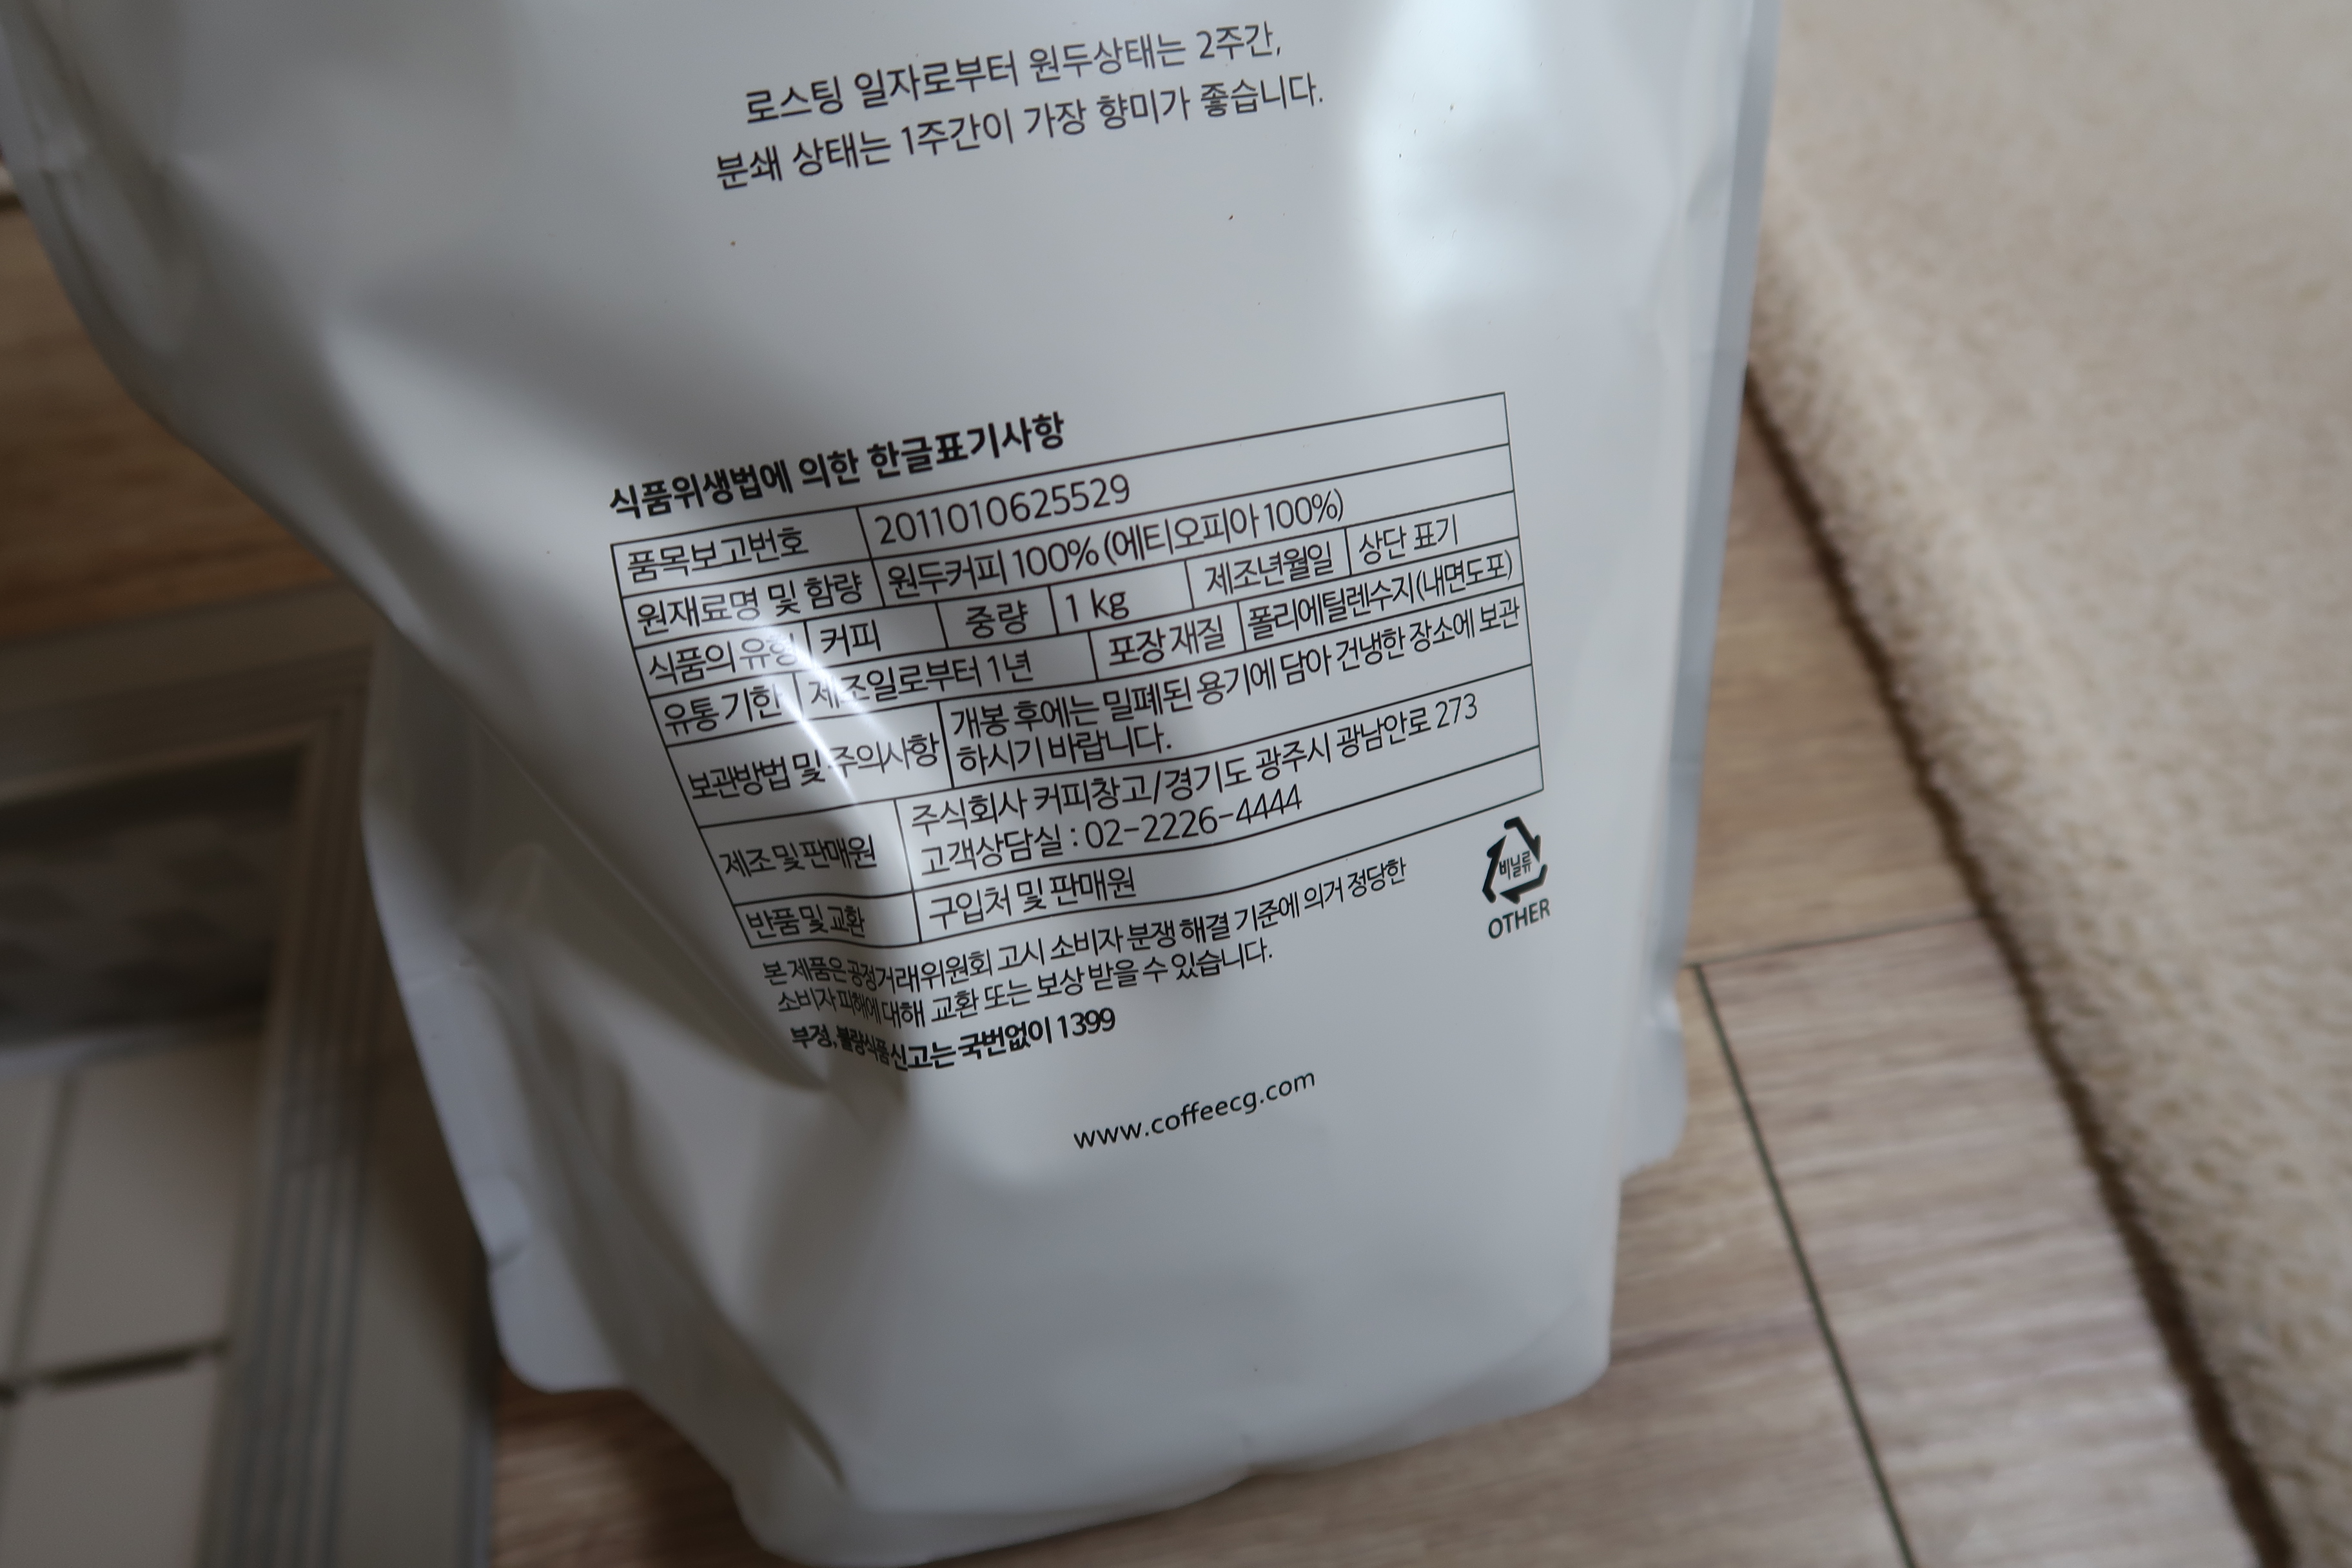 로스팅 일자로부터 원두상태는 2주간,
분쇄 상태는 1주간이 가장 향미가 좋습니다.
식품위생법에 의한 한글표기사항
품목보고번호 2011010625529
원재료명 및 함량 원두커피 100% (에티오피아 100%)
식품의 유형 커피 중량 1 kg 제조년월일 상단 표기
유통 기한 제조일로부터 1년 포장 재질 폴리에틸렌수지(내면도포)
보관방법 및 주의사항 개봉 후에는 밀폐된 용기에 담아 건냉한 장소에 보관
하시기 바랍니다.
제조 및 판매원 주식회사 커피창고/경기도 광주시 광남안로 273
고객상담실 : 02-2226-4444
반품 및 교환 구입처 및 판매원
본 제품은 공정거래위원회 고시 소비자 분쟁 해결 기준에 의거 정당한
소비자 피해에 대해 교환 또는 보상 받을 수 있습니다.
부정, 불량식품 신고는 국번없이 1399
비닐류
OTHER
www.coffeecg.com